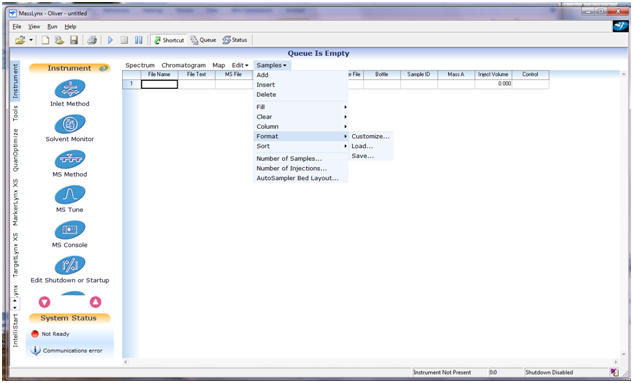 MassLynx - Oliver - untitled
File View Run Help
Shortcut Queue Status
Queue Is Empty
Instrument
Tools
QuanOptimize
MarkerLynx XS
TargetLynx XS
IntelliStart
Instrument
Inlet Method
Solvent Monitor
MS Method
MS Tune
MS Console
Edit Shutdown or Startup
System Status
Not Ready
Communications error
Spectrum Chromatogram Map Edit Samples
File Name File Text MS File Bottle Sample ID Mass A Inject Volume Control
1 0.000
Add
Insert
Delete
Fill
Clear
Column
Format
Sort
Number of Samples...
Number of Injections...
AutoSampler Bed Layout...
Customize...
Load...
Save...
Instrument Not Present 0:0 Shutdown Disabled